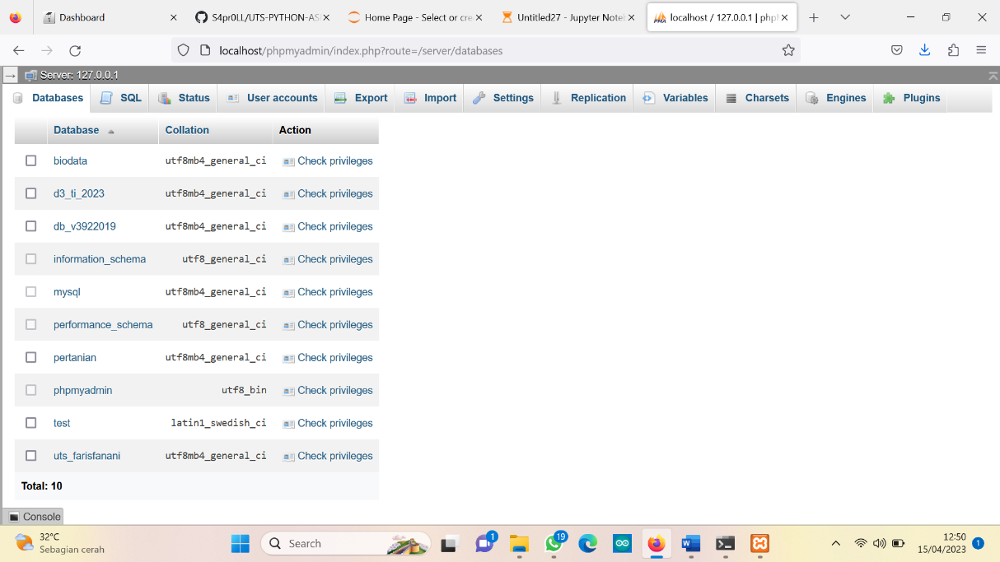 Dashboard
S4pr0LL/UTS-PYTHON-AS
Home Page - Select or cre
Untitled27 - Jupyter Note
localhost / 127.0.0.1 | php
localhost/phpmyadmin/index.php?route=/server/databases
Server: 127.0.0.1
Databases SQL Status User accounts Export Import Settings Replication Variables Charsets Engines Plugins
Database Collation Action
biodata utf8mb4_general_ci Check privileges
d3_ti_2023 utf8mb4_general_ci Check privileges
db_v3922019 utf8mb4_general_ci Check privileges
information_schema utf8_general_ci Check privileges
mysql utf8mb4_general_ci Check privileges
performance_schema utf8_general_ci Check privileges
pertanian utf8mb4_general_ci Check privileges
phpmyadmin utf8_bin Check privileges
test latin1_swedish_ci Check privileges
uts_farisfanani utf8mb4_general_ci Check privileges
Total: 10
Console
32°C
Sebagian cerah
Search
1
19
12:50
15/04/2023
1